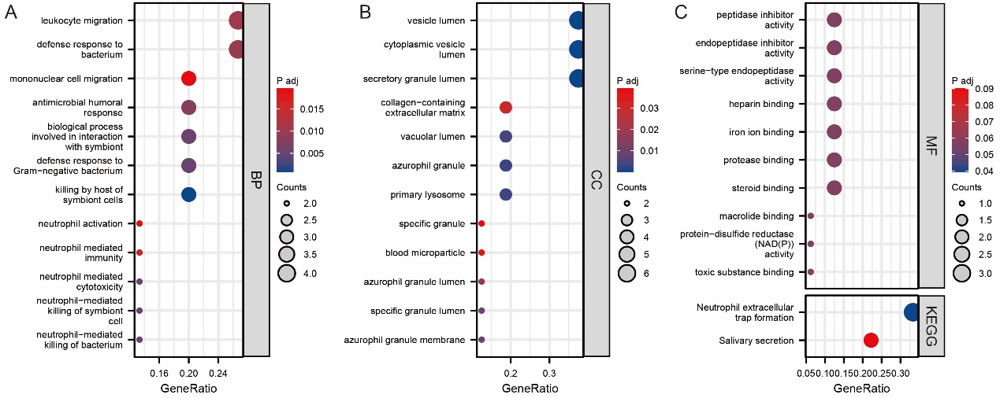 A
leukocyte migration
defense response to
bacterium
mononuclear cell migration
antimicrobial humoral
response
biological process
involved in interaction
with symbiont
defense response to
Gram−negative bacterium
killing by host of
symbiont cells
neutrophil activation
neutrophil mediated
immunity
neutrophil mediated
cytotoxicity
neutrophil−mediated
killing of symbiont
cell
neutrophil−mediated
killing of bacterium
BP
0.16 0.20 0.24
GeneRatio
P adj
0.015
0.010
0.005
Counts
2.0
2.5
3.0
3.5
4.0
B
vesicle lumen
cytoplasmic vesicle
lumen
secretory granule lumen
collagen−containing
extracellular matrix
vacuolar lumen
azurophil granule
primary lysosome
specific granule
blood microparticle
azurophil granule lumen
specific granule lumen
azurophil granule membrane
CC
0.2 0.3
GeneRatio
P adj
0.03
0.02
0.01
Counts
2
3
4
5
6
C
peptidase inhibitor
activity
endopeptidase inhibitor
activity
serine−type endopeptidase
activity
heparin binding
iron ion binding
protease binding
steroid binding
macrolide binding
protein−disulfide reductase
(NAD(P))
activity
toxic substance binding
MF
Neutrophil extracellular
trap formation
Salivary secretion
KEGG
0.05 0.10 0.15 0.20 0.25 0.30
GeneRatio
P adj
0.09
0.08
0.07
0.06
0.05
0.04
Counts
1.0
1.5
2.0
2.5
3.0